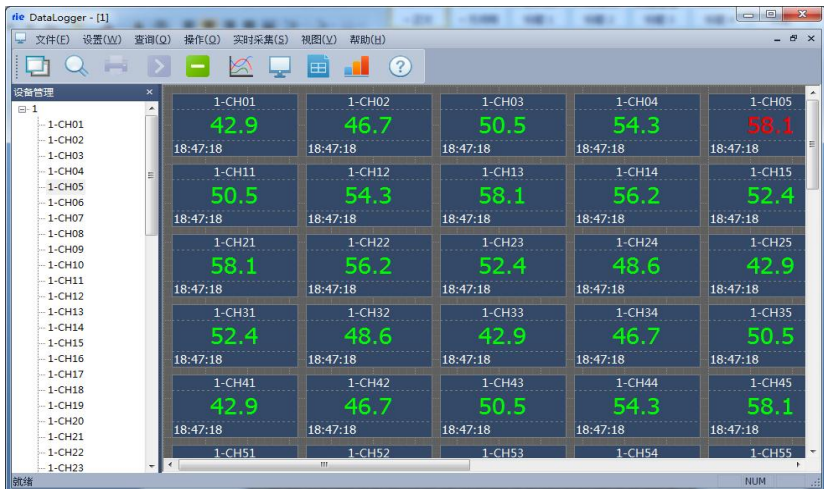 rie DataLogger - [1]
文件(F) 设置(W) 查询(Q) 操作(O) 实时采集(S) 视图(V) 帮助(H)
设备管理
1
1-CH01
1-CH02
1-CH03
1-CH04
1-CH05
1-CH06
1-CH07
1-CH08
1-CH09
1-CH10
1-CH11
1-CH12
1-CH13
1-CH14
1-CH15
1-CH16
1-CH17
1-CH18
1-CH19
1-CH20
1-CH21
1-CH22
1-CH23
1-CH01 1-CH02 1-CH03 1-CH04 1-CH05
42.9 46.7 50.5 54.3 58.1
18:47:18 18:47:18 18:47:18 18:47:18 18:47:18
1-CH11 1-CH12 1-CH13 1-CH14 1-CH15
50.5 54.3 58.1 56.2 52.4
18:47:18 18:47:18 18:47:18 18:47:18 18:47:18
1-CH21 1-CH22 1-CH23 1-CH24 1-CH25
58.1 56.2 52.4 48.6 42.9
18:47:18 18:47:18 18:47:18 18:47:18 18:47:18
1-CH31 1-CH32 1-CH33 1-CH34 1-CH35
52.4 48.6 42.9 46.7 50.5
18:47:18 18:47:18 18:47:18 18:47:18 18:47:18
1-CH41 1-CH42 1-CH43 1-CH44 1-CH45
42.9 46.7 50.5 54.3 58.1
18:47:18 18:47:18 18:47:18 18:47:18 18:47:18
1-CH51 1-CH52 1-CH53 1-CH54 1-CH55
就绪 NUM